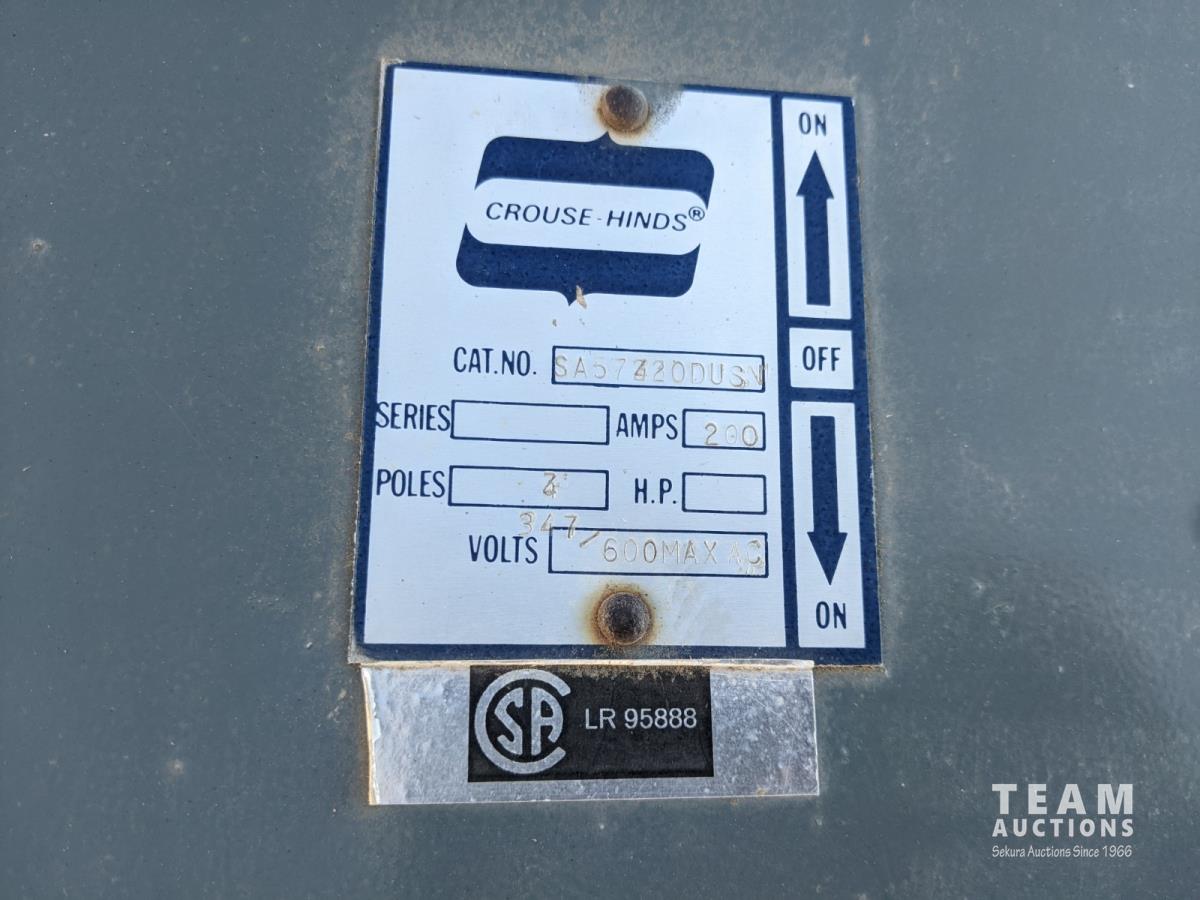 ON
CROUSE-HINDS®
OFF
CAT.NO.
SERIES
AMPS 200
POLES
H.P.
347/
VOLTS 600MAX AC
ON
CSA LR 95888
TEAM
AUCTIONS
Sekura Auctions Since 1966